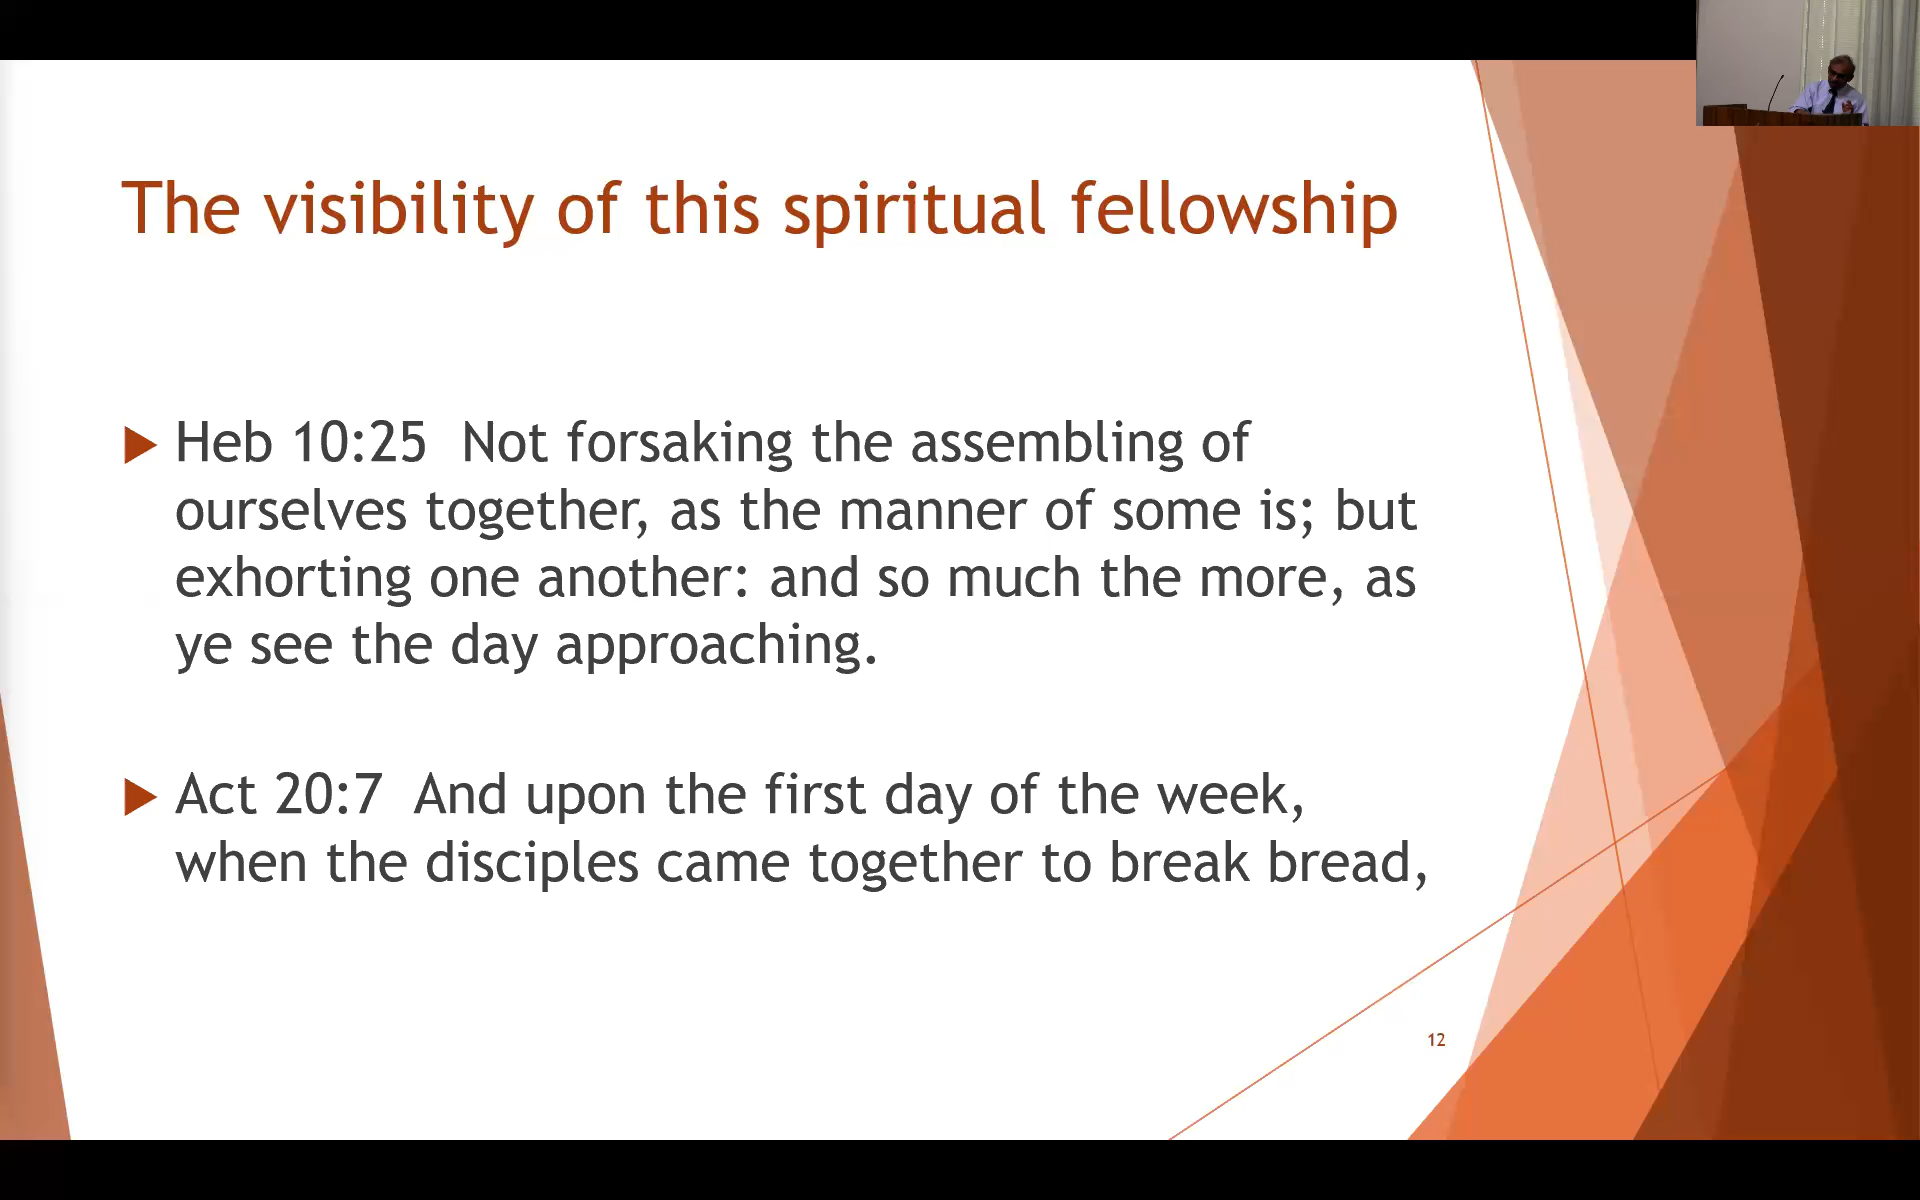 The visibility of this spiritual fellowship
Heb 10:25  Not forsaking the assembling of
ourselves together, as the manner of some is; but
exhorting one another: and so much the more, as
ye see the day approaching.
Act 20:7  And upon the first day of the week,
when the disciples came together to break bread,
12